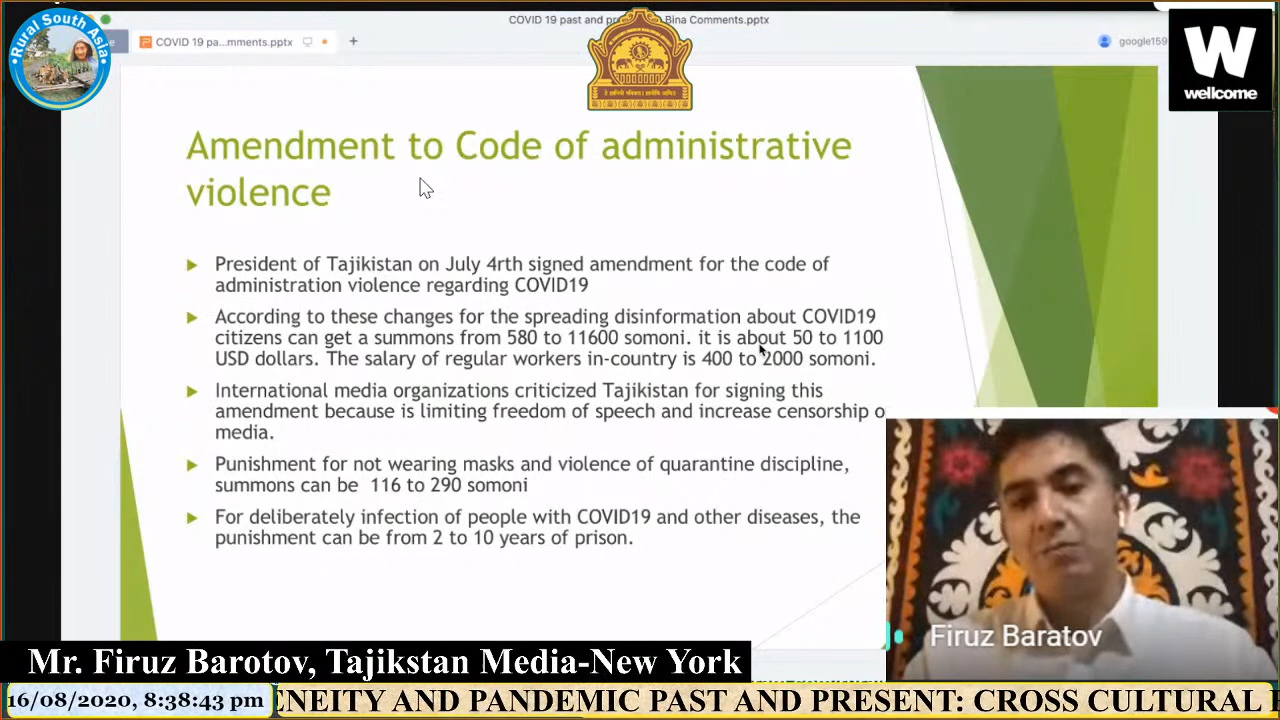 COVID 19 past and pr Bina Comments.pptx
Rural South Asia
COVID 19 pa...mments.pptx
google159
W
wellcome
Amendment to Code of administrative
violence
President of Tajikistan on July 4rth signed amendment for the code of
administration violence regarding COVID19
According to these changes for the spreading disinformation about COVID19
citizens can get a summons from 580 to 11600 somoni. it is about 50 to 1100
USD dollars. The salary of regular workers in-country is 400 to 2000 somoni.
International media organizations criticized Tajikistan for signing this
amendment because is limiting freedom of speech and increase censorship o
media.
Punishment for not wearing masks and violence of quarantine discipline,
summons can be 116 to 290 somoni
For deliberately infection of people with COVID19 and other diseases, the
punishment can be from 2 to 10 years of prison.
Firuz Baratov
Mr. Firuz Barotov, Tajikstan Media-New York
16/08/2020, 8:38:43 pm
ENEITY AND PANDEMIC PAST AND PRESENT: CROSS CULTURAL